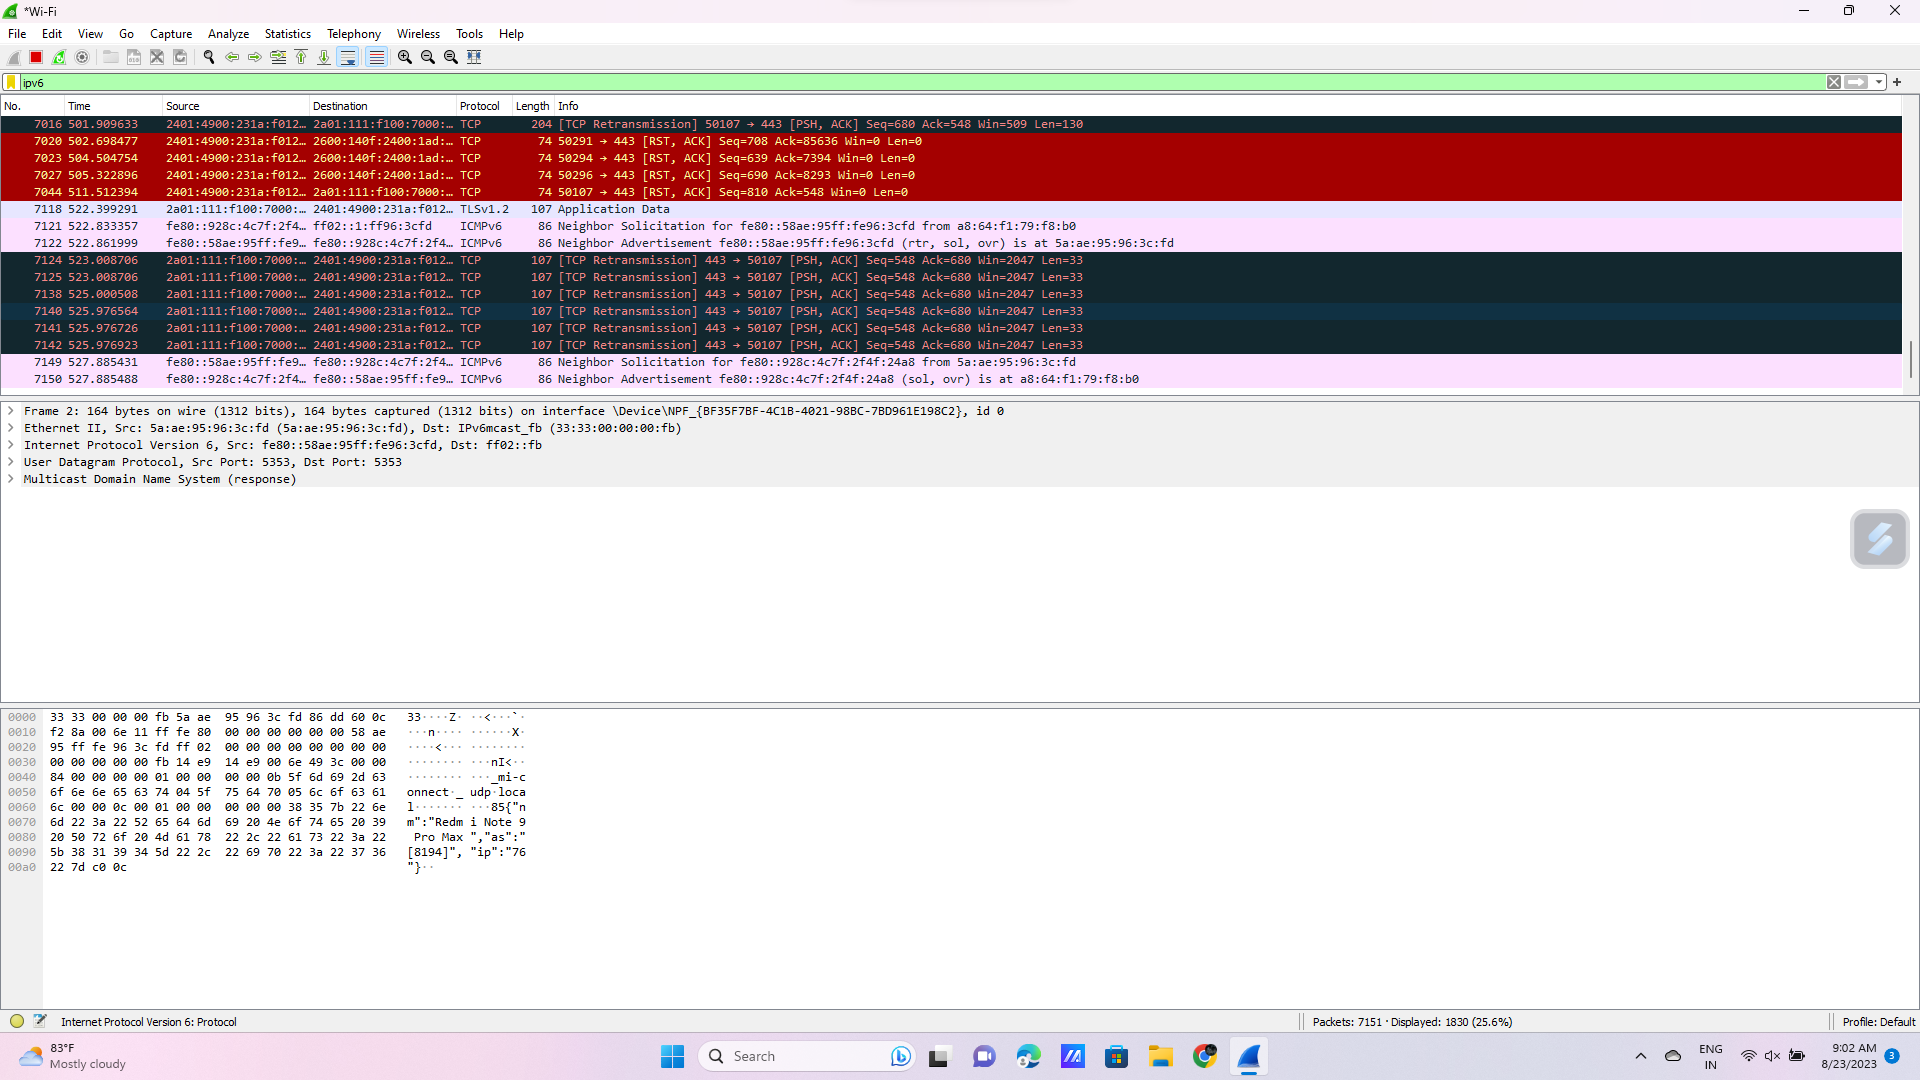 *Wi-Fi
File Edit View Go Capture Analyze Statistics Telephony Wireless Tools Help
ipv6
No. Time Source Destination Protocol Length Info
7016 501.909633 2401:4900:231a:f012… 2a01:111:f100:7000:… TCP 204 [TCP Retransmission] 50107 → 443 [PSH, ACK] Seq=680 Ack=548 Win=509 Len=130
7020 502.698477 2401:4900:231a:f012… 2600:140f:2400:1ad:… TCP 74 50291 → 443 [RST, ACK] Seq=708 Ack=85636 Win=0 Len=0
7023 504.504754 2401:4900:231a:f012… 2600:140f:2400:1ad:… TCP 74 50294 → 443 [RST, ACK] Seq=639 Ack=7394 Win=0 Len=0
7027 505.322896 2401:4900:231a:f012… 2600:140f:2400:1ad:… TCP 74 50296 → 443 [RST, ACK] Seq=690 Ack=8293 Win=0 Len=0
7044 511.512394 2401:4900:231a:f012… 2a01:111:f100:7000:… TCP 74 50107 → 443 [RST, ACK] Seq=810 Ack=548 Win=0 Len=0
7118 522.399291 2a01:111:f100:7000:… 2401:4900:231a:f012… TLSv1.2 107 Application Data
7121 522.833357 fe80::928c:4c7f:2f4… ff02::1:ff96:3cfd ICMPv6 86 Neighbor Solicitation for fe80::58ae:95ff:fe96:3cfd from a8:64:f1:79:f8:b0
7122 522.861999 fe80::58ae:95ff:fe9… fe80::928c:4c7f:2f4… ICMPv6 86 Neighbor Advertisement fe80::58ae:95ff:fe96:3cfd (rtr, sol, ovr) is at 5a:ae:95:96:3c:fd
7124 523.008706 2a01:111:f100:7000:… 2401:4900:231a:f012… TCP 107 [TCP Retransmission] 443 → 50107 [PSH, ACK] Seq=548 Ack=680 Win=2047 Len=33
7125 523.008706 2a01:111:f100:7000:… 2401:4900:231a:f012… TCP 107 [TCP Retransmission] 443 → 50107 [PSH, ACK] Seq=548 Ack=680 Win=2047 Len=33
7138 525.000508 2a01:111:f100:7000:… 2401:4900:231a:f012… TCP 107 [TCP Retransmission] 443 → 50107 [PSH, ACK] Seq=548 Ack=680 Win=2047 Len=33
7140 525.976564 2a01:111:f100:7000:… 2401:4900:231a:f012… TCP 107 [TCP Retransmission] 443 → 50107 [PSH, ACK] Seq=548 Ack=680 Win=2047 Len=33
7141 525.976726 2a01:111:f100:7000:… 2401:4900:231a:f012… TCP 107 [TCP Retransmission] 443 → 50107 [PSH, ACK] Seq=548 Ack=680 Win=2047 Len=33
7142 525.976923 2a01:111:f100:7000:… 2401:4900:231a:f012… TCP 107 [TCP Retransmission] 443 → 50107 [PSH, ACK] Seq=548 Ack=680 Win=2047 Len=33
7149 527.885431 fe80::58ae:95ff:fe9… fe80::928c:4c7f:2f4… ICMPv6 86 Neighbor Solicitation for fe80::928c:4c7f:2f4f:24a8 from 5a:ae:95:96:3c:fd
7150 527.885488 fe80::928c:4c7f:2f4… fe80::58ae:95ff:fe9… ICMPv6 86 Neighbor Advertisement fe80::928c:4c7f:2f4f:24a8 (sol, ovr) is at a8:64:f1:79:f8:b0
Frame 2: 164 bytes on wire (1312 bits), 164 bytes captured (1312 bits) on interface \Device\NPF_{BF35F7BF-4C1B-4021-98BC-7BD961E198C2}, id 0
Ethernet II, Src: 5a:ae:95:96:3c:fd (5a:ae:95:96:3c:fd), Dst: IPv6mcast_fb (33:33:00:00:00:fb)
Internet Protocol Version 6, Src: fe80::58ae:95ff:fe96:3cfd, Dst: ff02::fb
User Datagram Protocol, Src Port: 5353, Dst Port: 5353
Multicast Domain Name System (response)
0000 33 33 00 00 00 fb 5a ae 95 96 3c fd 86 dd 60 0c 33····Z· ··<···`·
0010 f2 8a 00 6e 11 ff fe 80 00 00 00 00 00 00 58 ae ···n···· ······X·
0020 95 ff fe 96 3c fd ff 02 00 00 00 00 00 00 00 00 ····<··· ········
0030 00 00 00 00 00 fb 14 e9 14 e9 00 6e 49 3c 00 00 ········ ···nI<··
0040 84 00 00 00 00 01 00 00 00 00 0b 5f 6d 69 2d 63 ········ ···_mi-c
0050 6f 6e 6e 65 63 74 04 5f 75 64 70 05 6c 6f 63 61 onnect·_ udp·loca
0060 6c 00 00 0c 00 01 00 00 00 00 00 38 35 7b 22 6e l······· ···85{"n
0070 6d 22 3a 22 52 65 64 6d 69 20 4e 6f 74 65 20 39 m":"Redm i Note 9
0080 20 50 72 6f 20 4d 61 78 22 2c 22 61 73 22 3a 22 Pro Max ","as":"
0090 5b 38 31 39 34 5d 22 2c 22 69 70 22 3a 22 37 36 [8194]", "ip":"76
00a0 22 7d c0 0c "}··
Internet Protocol Version 6: Protocol
Packets: 7151 · Displayed: 1830 (25.6%)
Profile: Default
83°F
Mostly cloudy
Search
ENG
IN
9:02 AM
8/23/2023
3